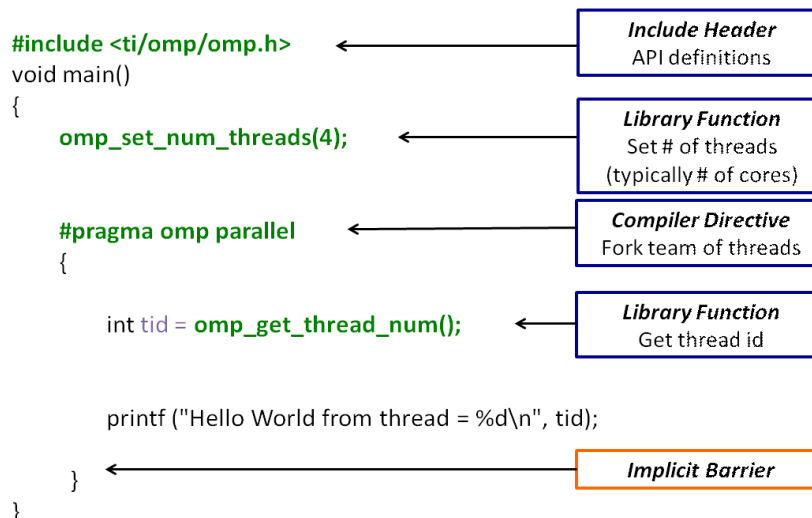 #include <ti/omp/omp.h>
Include Header
API definitions
void main()
{
omp_set_num_threads(4);
Library Function
Set # of threads
(typically # of cores)
#pragma omp parallel
Compiler Directive
Fork team of threads
{
int tid = omp_get_thread_num();
Library Function
Get thread id
printf ("Hello World from thread = %d\n", tid);
}
Implicit Barrier
}